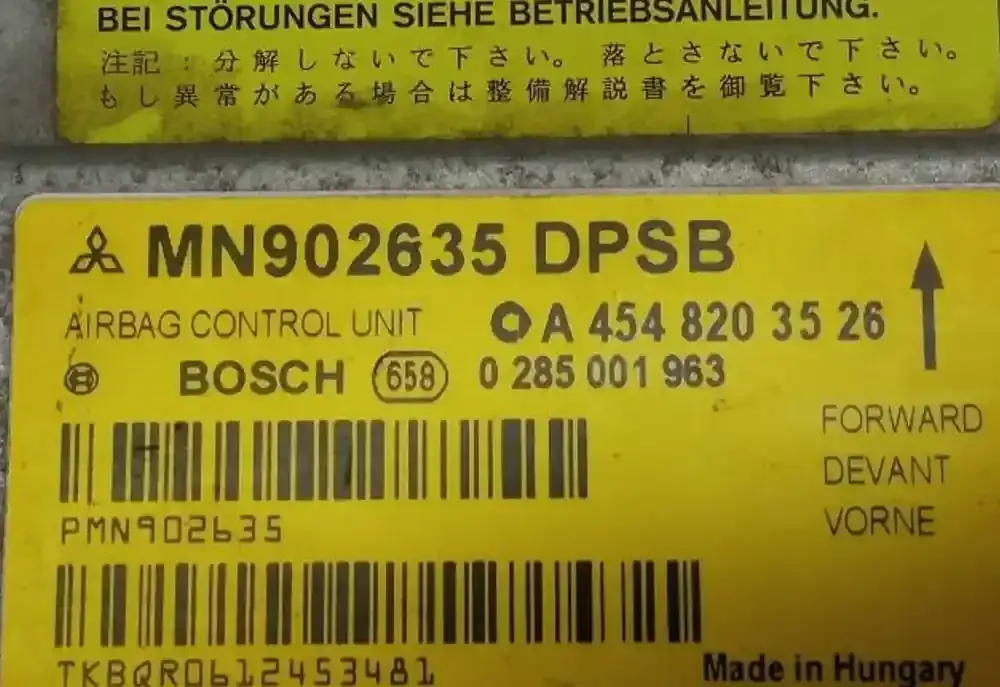 BEI STÖRUNGEN SIEHE BETRIEBSANLEITUNG.
注記：分解しないで下さい。落とさないで下さい。
もし異常がある場合は整備解説書を御覧下さい。
MN902635 DPSB
AIRBAG CONTROL UNIT A 454 820 35 26
BOSCH 658 0 285 001 963
FORWARD
DEVANT
VORNE
PMN902635
TKBQR0612453481
Made in Hungary